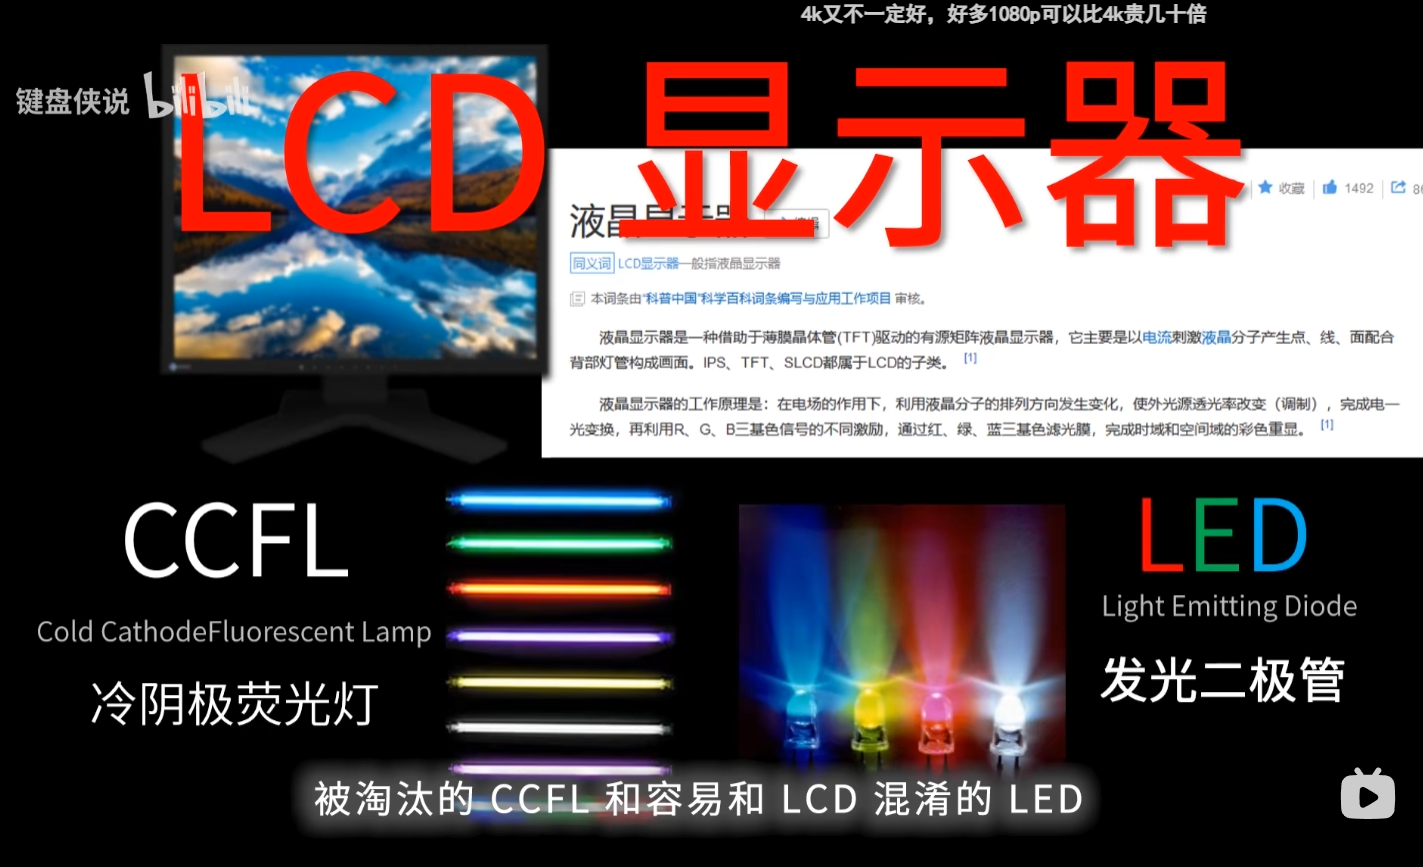 4k又不一定好，好多1080p可以比4k贵几十倍
键盘侠说 bilibili
LCD 显示器
收藏 1492
液晶显示器
同义词 LCD显示器一般指液晶显示器
本词条由“科普中国”科学百科词条编写与应用工作项目 审核。
液晶显示器是一种借助于薄膜晶体管(TFT)驱动的有源矩阵液晶显示器，它主要是以电流刺激液晶分子产生点、线、面配合
背部灯管构成画面。IPS、TFT、SLCD都属于LCD的子类。 [1]
液晶显示器的工作原理是：在电场的作用下，利用液晶分子的排列方向发生变化，使外光源透光率改变（调制），完成电一
光变换，再利用R、G、B三基色信号的不同激励，通过红、绿、蓝三基色滤光膜，完成时域和空间域的彩色重显。 [1]
CCFL
Cold CathodeFluorescent Lamp
冷阴极荧光灯
LED
Light Emitting Diode
发光二极管
被淘汰的 CCFL 和容易和 LCD 混淆的 LED